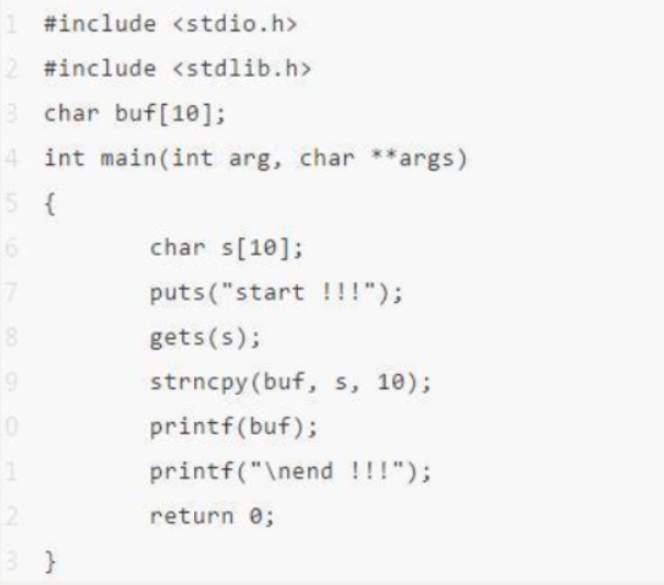 1 #include <stdio.h>
2 #include <stdlib.h>
3 char buf[10];
4 int main(int arg, char **args)
5 {
6 char s[10];
7 puts("start !!!");
8 gets(s);
9 strncpy(buf, s, 10);
0 printf(buf);
1 printf("\nend !!!");
2 return 0;
3 }